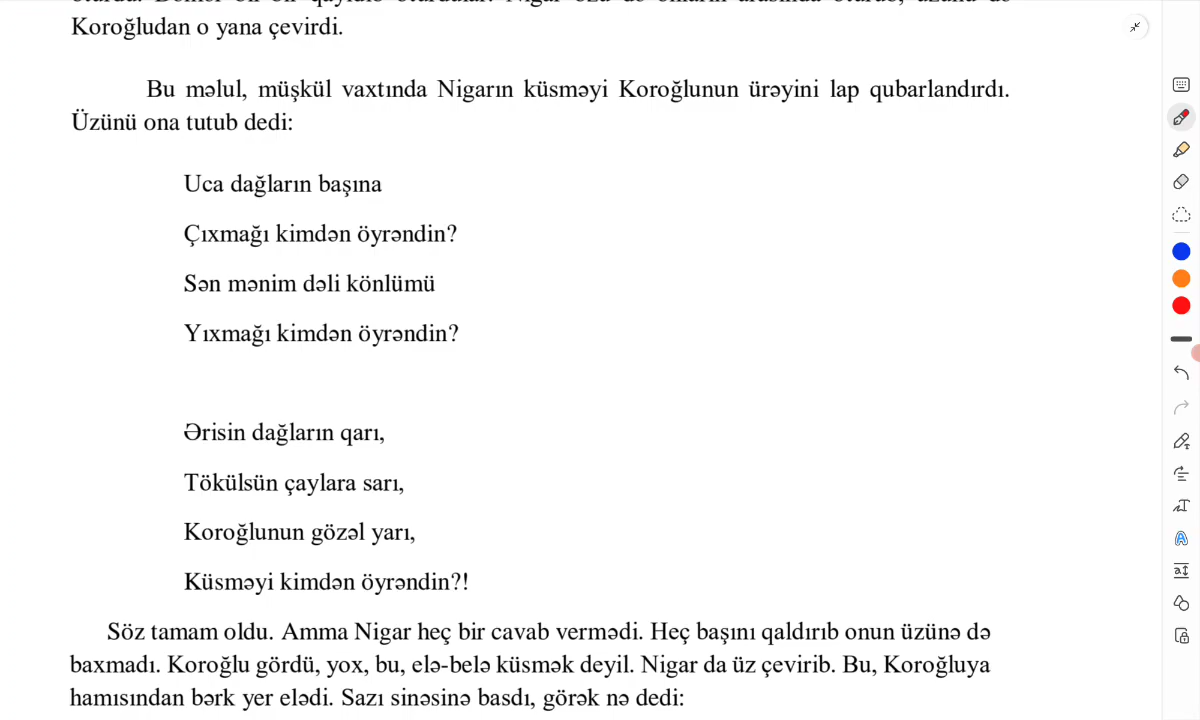 Koroğludan o yana çevirdi.
Bu məlul, müşkül vaxtında Nigarın küsməyi Koroğlunun ürəyini lap qubarlandırdı.
Üzünü ona tutub dedi:
Uca dağların başına
Çıxmağı kimdən öyrəndin?
Sən mənim dəli könlümü
Yıxmağı kimdən öyrəndin?
Ərisin dağların qarı,
Tökülsün çaylara sarı,
Koroğlunun gözəl yarı,
Küsməyi kimdən öyrəndin?!
Söz tamam oldu. Amma Nigar heç bir cavab vermədi. Heç başını qaldırıb onun üzünə də
baxmadı. Koroğlu gördü, yox, bu, elə-belə küsmək deyil. Nigar da üz çevirib. Bu, Koroğluya
hamısından bərk yer elədi. Sazı sinəsinə basdı, görək nə dedi: